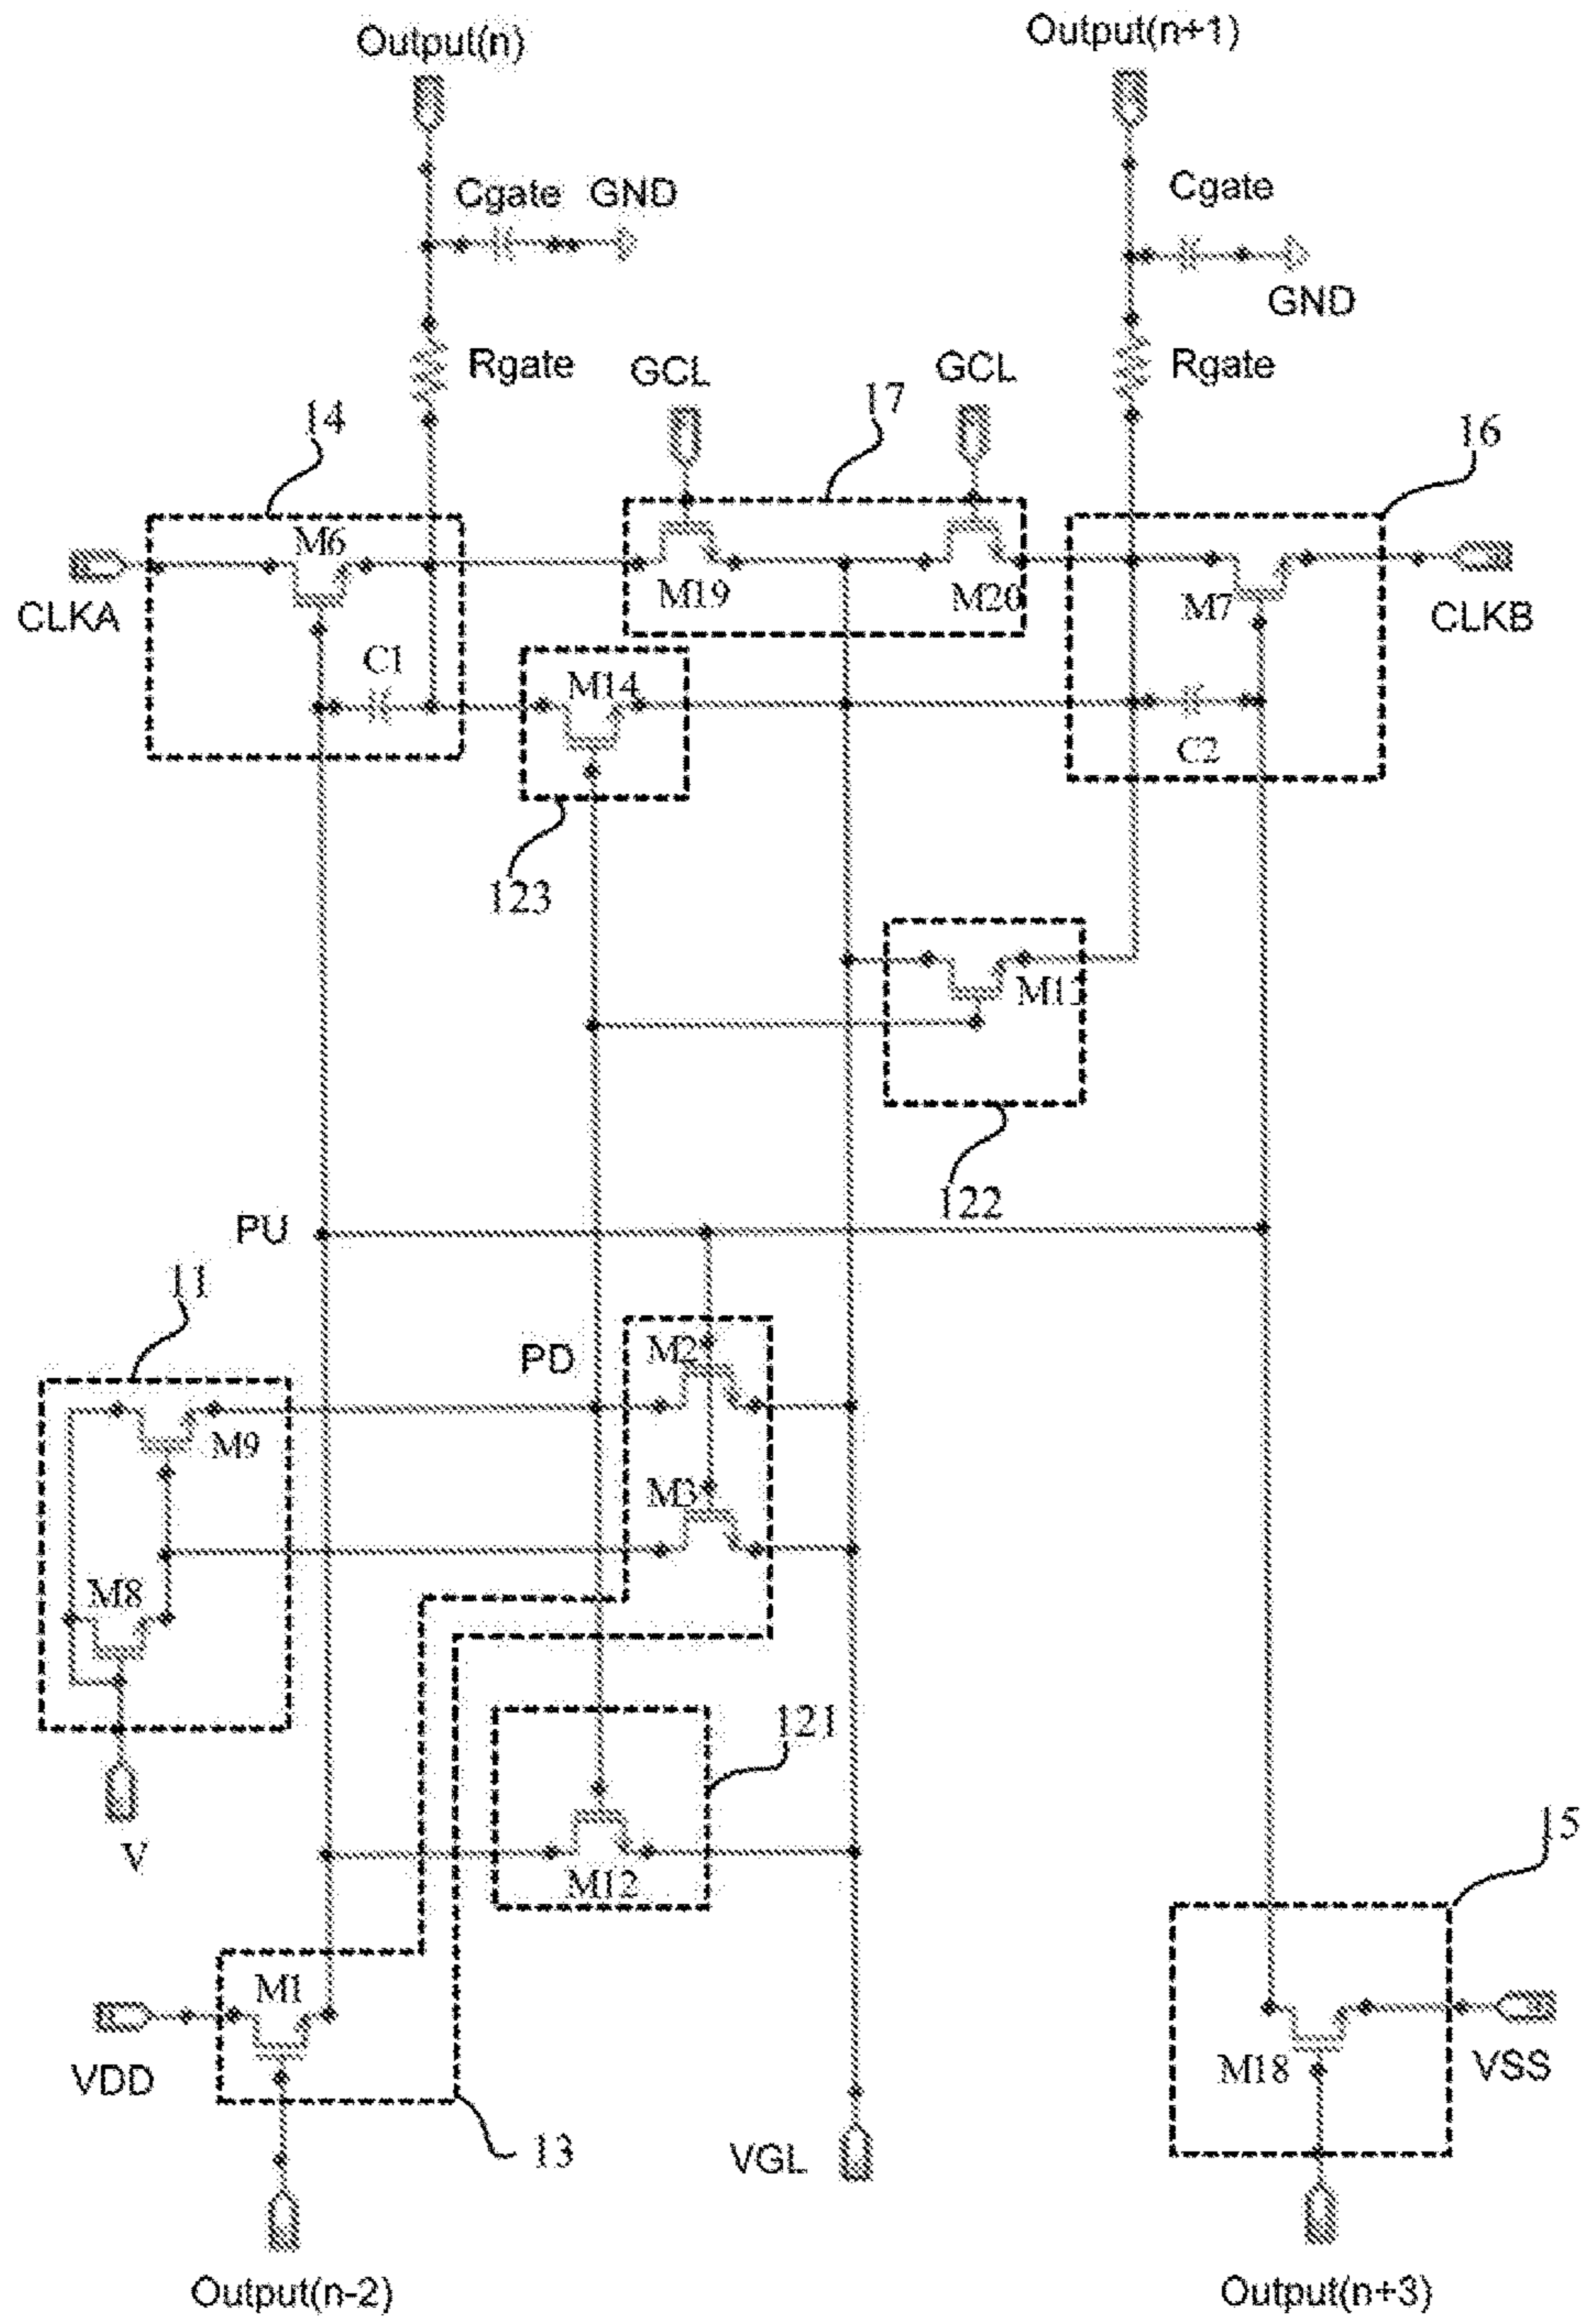 Output(n)
Output(n+1)
Cgate
GND
Cgate
GND
Rgate
GCL
GCL
Rgate
14
17
16
M6
M19
M20
M7
CLKA
CLKB
C1
M14
C2
123
122
PU
11
PD
M2
M9
M3
M8
121
V
M12
15
M1
VDD
M18
VSS
13
VGL
Output(n-2)
Output(n+3)